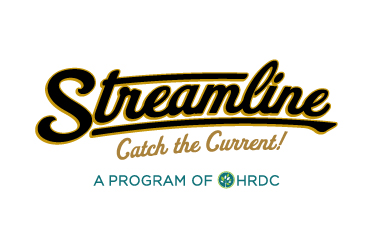 Streamline
Catch the Current!
A PROGRAM OF HRDC